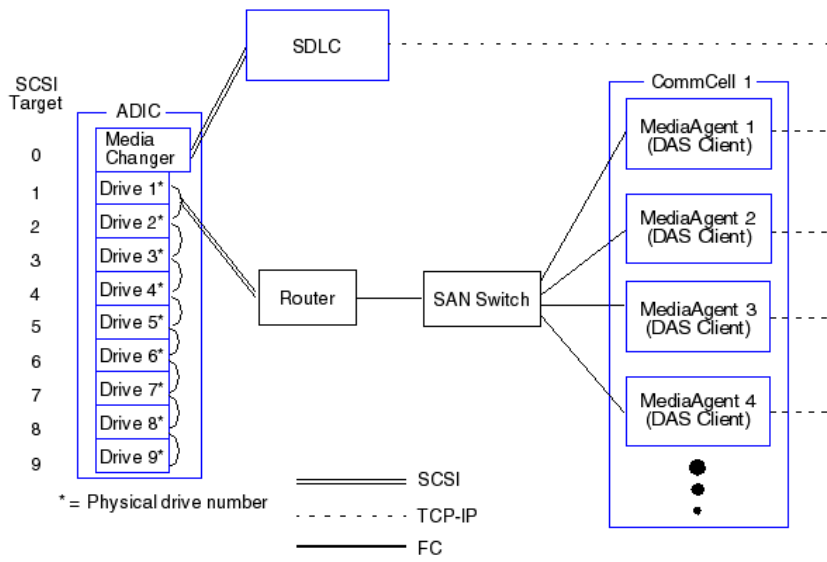 SDLC
SCSI
Target
ADIC
CommCell 1
Media
Changer
0
Drive 1*
1
Drive 2*
2
Drive 3*
3
Drive 4*
4
Drive 5*
5
Drive 6*
6
Drive 7*
7
Drive 8*
8
Drive 9*
9
* = Physical drive number
Router
SAN Switch
MediaAgent 1
(DAS Client)
MediaAgent 2
(DAS Client)
MediaAgent 3
(DAS Client)
MediaAgent 4
(DAS Client)
SCSI
TCP-IP
FC